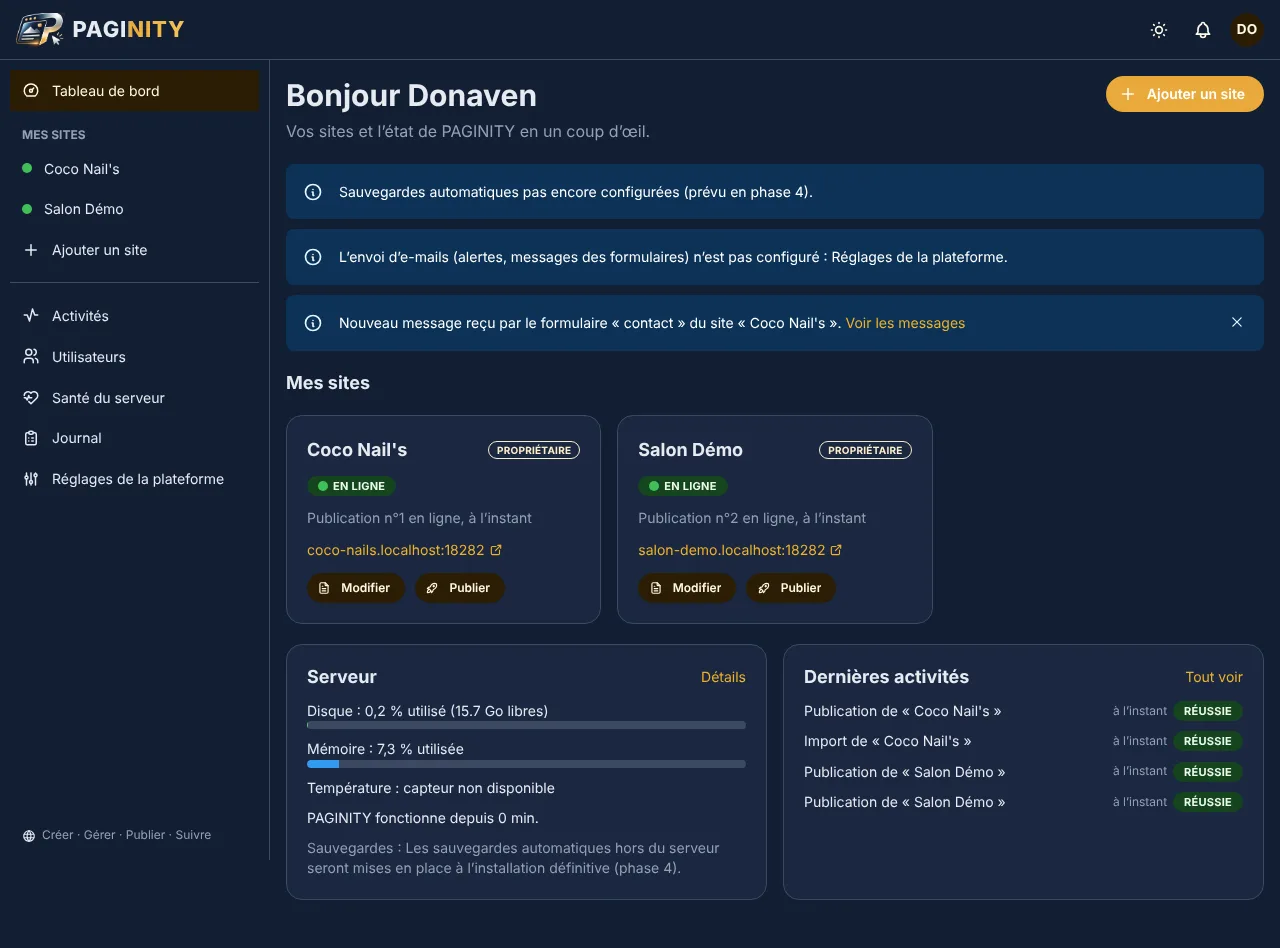 PAGINITY
DO
Tableau de bord
MES SITES
Coco Nail's
Salon Démo
Ajouter un site
Activités
Utilisateurs
Santé du serveur
Journal
Réglages de la plateforme
Créer · Gérer · Publier · Suivre
Bonjour Donaven
Ajouter un site
Vos sites et l’état de PAGINITY en un coup d’œil.
Sauvegardes automatiques pas encore configurées (prévu en phase 4).
L’envoi d’e-mails (alertes, messages des formulaires) n’est pas configuré : Réglages de la plateforme.
Nouveau message reçu par le formulaire « contact » du site « Coco Nail's ». Voir les messages
Mes sites
Coco Nail's
PROPRIÉTAIRE
EN LIGNE
Publication n°1 en ligne, à l’instant
coco-nails.localhost:18282
Modifier
Publier
Salon Démo
PROPRIÉTAIRE
EN LIGNE
Publication n°2 en ligne, à l’instant
salon-demo.localhost:18282
Modifier
Publier
Serveur
Détails
Disque : 0,2 % utilisé (15.7 Go libres)
Mémoire : 7,3 % utilisée
Température : capteur non disponible
PAGINITY fonctionne depuis 0 min.
Sauvegardes : Les sauvegardes automatiques hors du serveur
seront mises en place à l’installation définitive (phase 4).
Dernières activités
Tout voir
Publication de « Coco Nail's » à l’instant RÉUSSIE
Import de « Coco Nail's » à l’instant RÉUSSIE
Publication de « Salon Démo » à l’instant RÉUSSIE
Publication de « Salon Démo » à l’instant RÉUSSIE